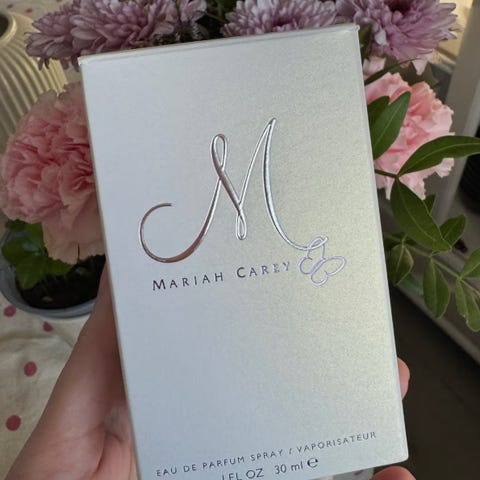 M
MARIAH CAREY
EAU DE PARFUM SPRAY / VAPORISATEUR
1 FL OZ 30 ml e